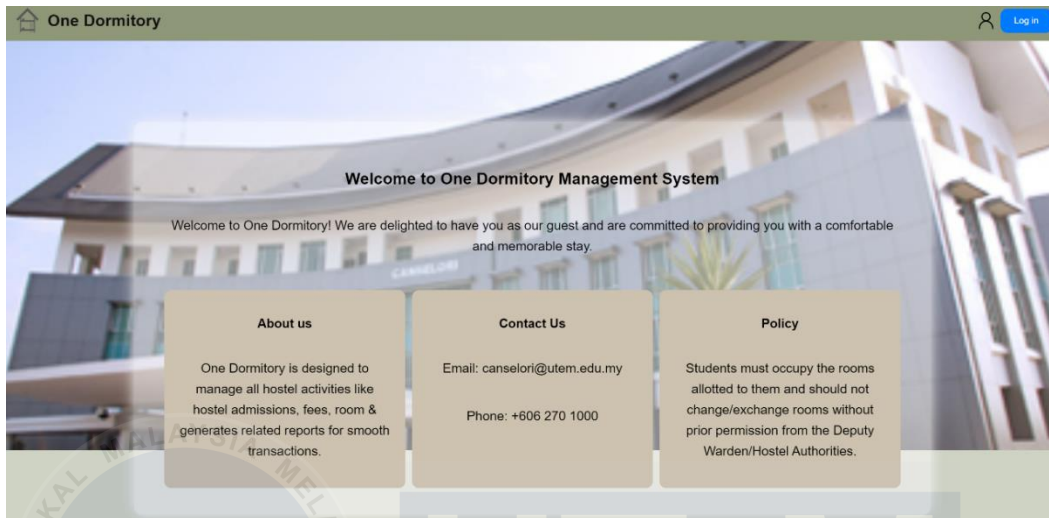 One Dormitory
Log in
Welcome to One Dormitory Management System
Welcome to One Dormitory! We are delighted to have you as our guest and are committed to providing you with a comfortable
and memorable stay.
CANSELORI
About us
One Dormitory is designed to
manage all hostel activities like
hostel admissions, fees, room &
generates related reports for smooth
transactions.
Contact Us
Email: canselori@utem.edu.my
Phone: +606 270 1000
Policy
Students must occupy the rooms
allotted to them and should not
change/exchange rooms without
prior permission from the Deputy
Warden/Hostel Authorities.
KAL MALAYSIA MELA